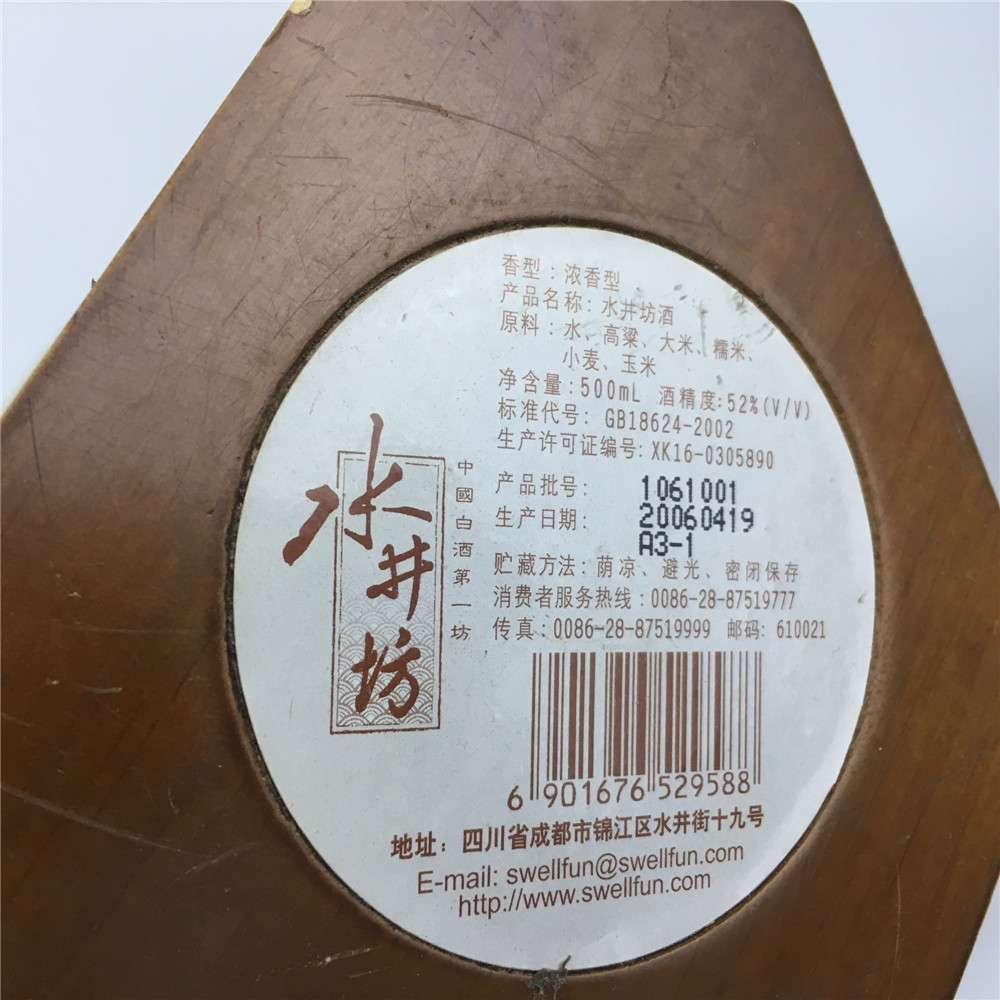 香型：浓香型
产品名称：水井坊酒
原料：水、高粱、大米、糯米、
小麦、玉米
净含量：500mL 酒精度：52%(V/V)
标准代号：GB18624-2002
生产许可证编号：XK16-0305890
产品批号：1061001
生产日期：20060419
A3-1
贮藏方法：荫凉、避光、密闭保存
消费者服务热线：0086-28-87519777
传真：0086-28-87519999 邮码：610021
水井坊
中國白酒第一坊
6 901676 529588
地址：四川省成都市锦江区水井街十九号
E-mail: swellfun@swellfun.com
http://www.swellfun.com